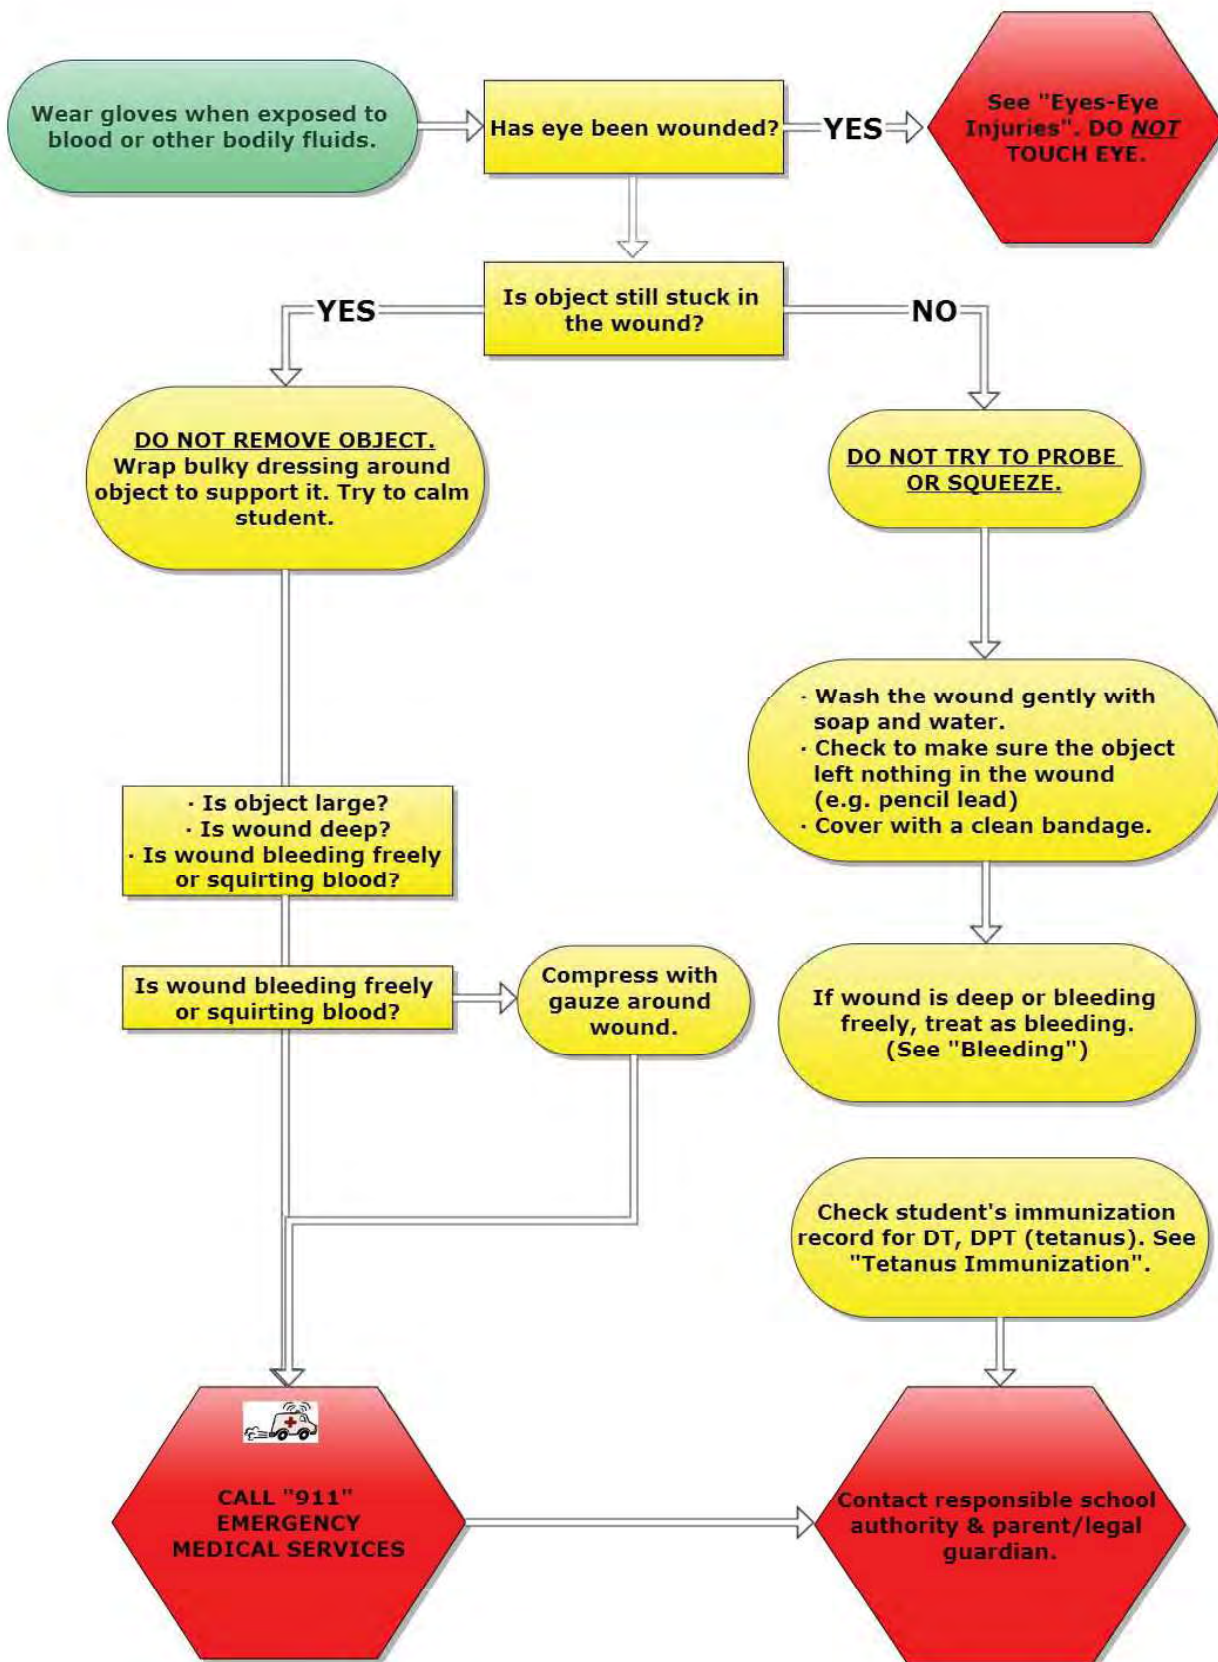 Wear gloves when exposed to
blood or other bodily fluids.
Has eye been wounded?
YES
See "Eyes-Eye
Injuries". DO NOT
TOUCH EYE.
Is object still stuck in
the wound?
YES
NO
DO NOT REMOVE OBJECT.
Wrap bulky dressing around
object to support it. Try to calm
student.
DO NOT TRY TO PROBE
OR SQUEEZE.
· Wash the wound gently with
soap and water.
· Check to make sure the object
left nothing in the wound
(e.g. pencil lead)
· Cover with a clean bandage.
· Is object large?
· Is wound deep?
· Is wound bleeding freely
or squirting blood?
Is wound bleeding freely
or squirting blood?
Compress with
gauze around
wound.
If wound is deep or bleeding
freely, treat as bleeding.
(See "Bleeding")
Check student's immunization
record for DT, DPT (tetanus). See
"Tetanus Immunization".
CALL "911"
EMERGENCY
MEDICAL SERVICES
Contact responsible school
authority & parent/legal
guardian.